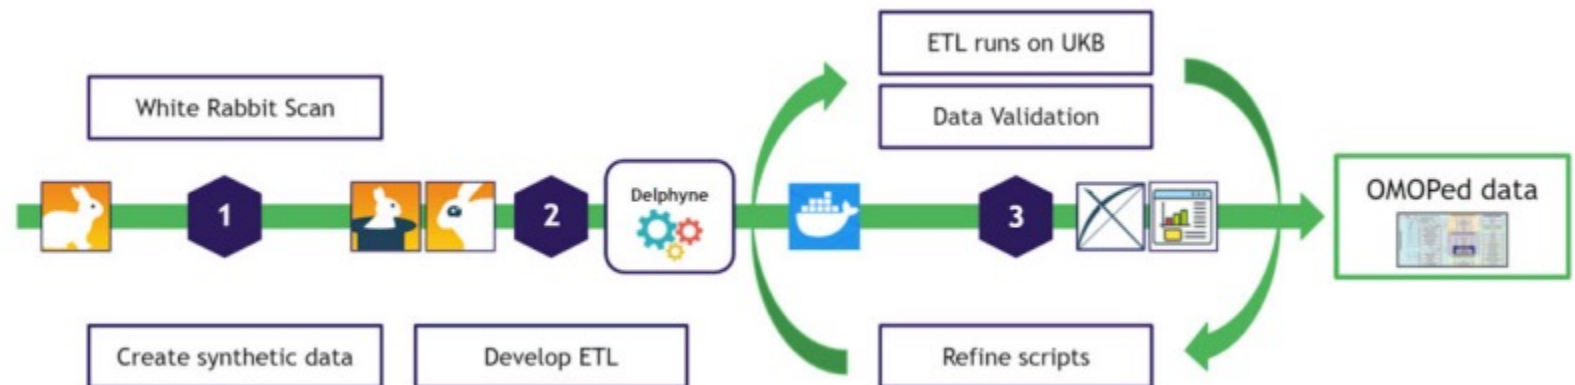 ETL runs on UKB
White Rabbit Scan
Data Validation
1
2
Delphyne
3
OMOPed data
Create synthetic data
Develop ETL
Refine scripts